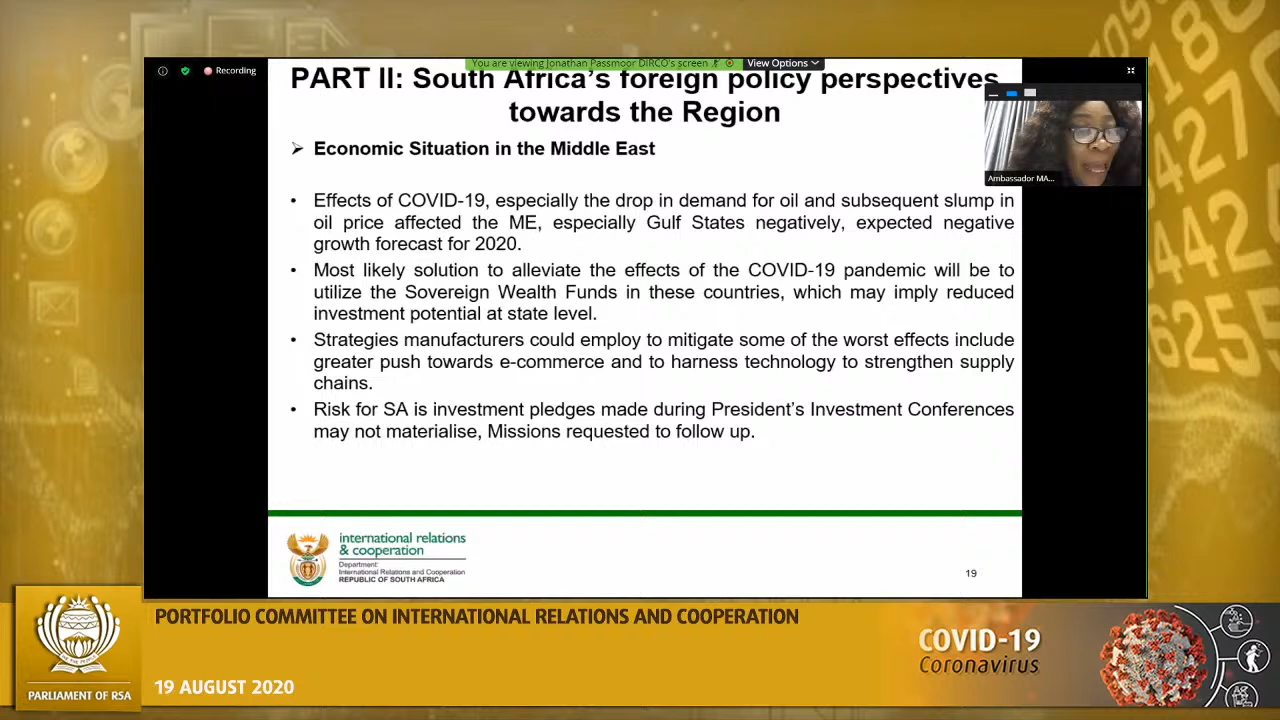 You are viewing Jonathan Passmoor DIRCO's screen
View Options
Recording
PART II: South Africa's foreign policy perspectives
towards the Region
➢ Economic Situation in the Middle East
Ambassador MA...
• Effects of COVID-19, especially the drop in demand for oil and subsequent slump in
oil price affected the ME, especially Gulf States negatively, expected negative
growth forecast for 2020.
• Most likely solution to alleviate the effects of the COVID-19 pandemic will be to
utilize the Sovereign Wealth Funds in these countries, which may imply reduced
investment potential at state level.
• Strategies manufacturers could employ to mitigate some of the worst effects include
greater push towards e-commerce and to harness technology to strengthen supply
chains.
• Risk for SA is investment pledges made during President's Investment Conferences
may not materialise, Missions requested to follow up.
international relations
& cooperation
Department:
International Relations and Cooperation
REPUBLIC OF SOUTH AFRICA
19
PORTFOLIO COMMITTEE ON INTERNATIONAL RELATIONS AND COOPERATION
19 AUGUST 2020
PARLIAMENT OF RSA
COVID-19
Coronavirus